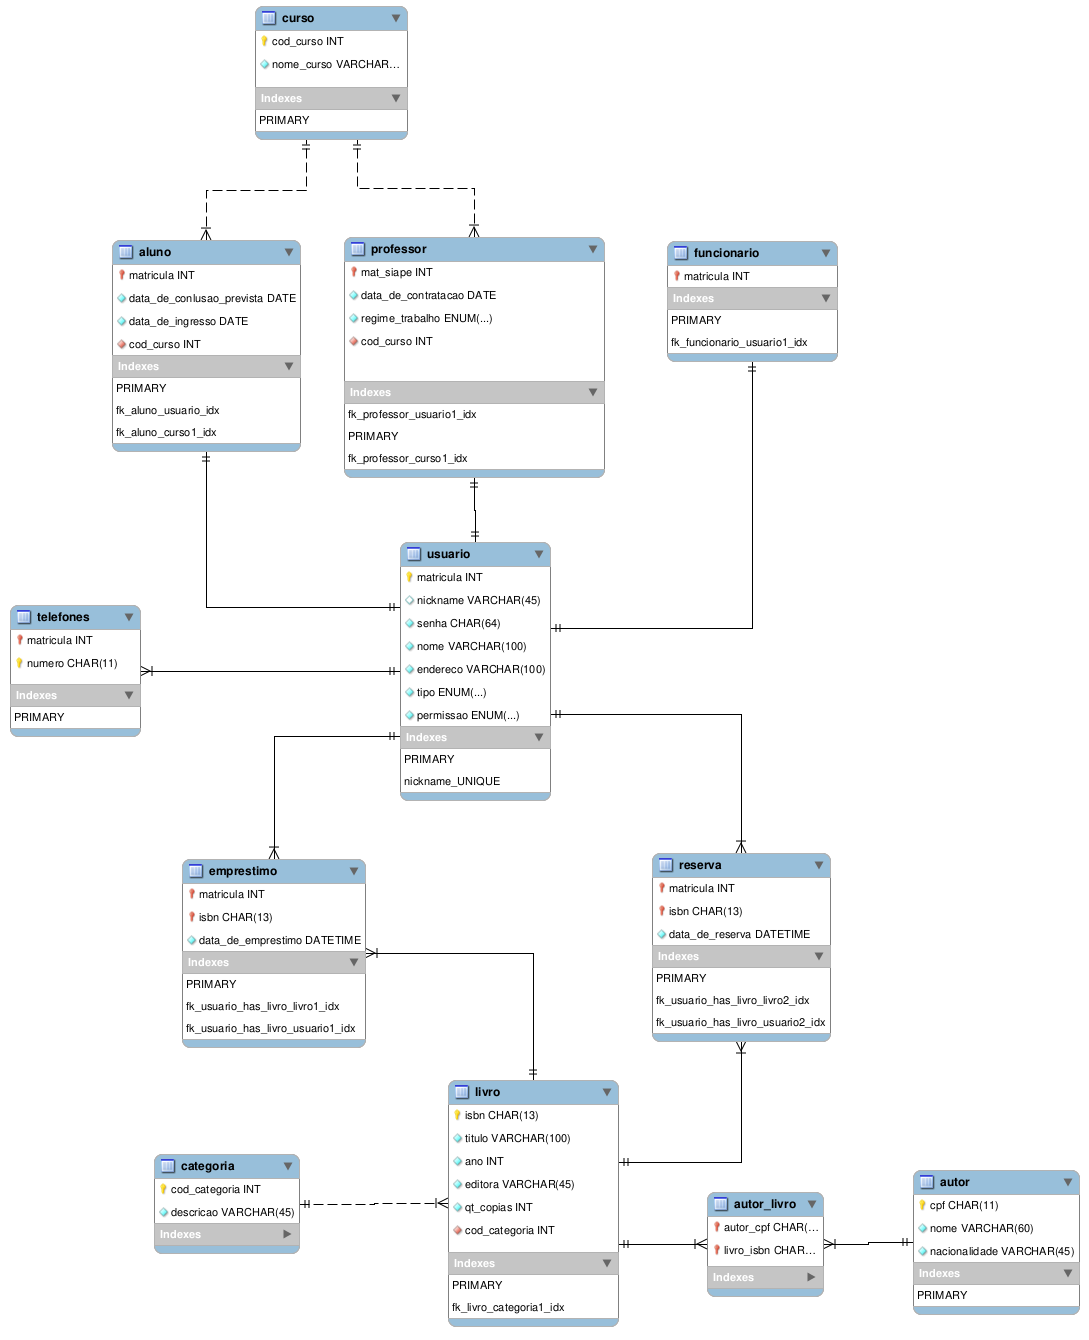 curso
cod_curso INT
nome_curso VARCHAR...
Indexes
PRIMARY
aluno
matricula INT
data_de_conlusao_prevista DATE
data_de_ingresso DATE
cod_curso INT
Indexes
PRIMARY
fk_aluno_usuario_idx
fk_aluno_curso1_idx
professor
mat_siape INT
data_de_contratacao DATE
regime_trabalho ENUM(...)
cod_curso INT
Indexes
fk_professor_usuario1_idx
PRIMARY
fk_professor_curso1_idx
funcionario
matricula INT
Indexes
PRIMARY
fk_funcionario_usuario1_idx
usuario
matricula INT
nickname VARCHAR(45)
senha CHAR(64)
nome VARCHAR(100)
endereco VARCHAR(100)
tipo ENUM(...)
permissao ENUM(...)
Indexes
PRIMARY
nickname_UNIQUE
telefones
matricula INT
numero CHAR(11)
Indexes
PRIMARY
emprestimo
matricula INT
isbn CHAR(13)
data_de_emprestimo DATETIME
Indexes
PRIMARY
fk_usuario_has_livro_livro1_idx
fk_usuario_has_livro_usuario1_idx
reserva
matricula INT
isbn CHAR(13)
data_de_reserva DATETIME
Indexes
PRIMARY
fk_usuario_has_livro_livro2_idx
fk_usuario_has_livro_usuario2_idx
livro
isbn CHAR(13)
titulo VARCHAR(100)
ano INT
editora VARCHAR(45)
qt_copias INT
cod_categoria INT
Indexes
PRIMARY
fk_livro_categoria1_idx
categoria
cod_categoria INT
descricao VARCHAR(45)
Indexes
autor_livro
autor_cpf CHAR(...
livro_isbn CHAR...
Indexes
autor
cpf CHAR(11)
nome VARCHAR(60)
nacionalidade VARCHAR(45)
Indexes
PRIMARY